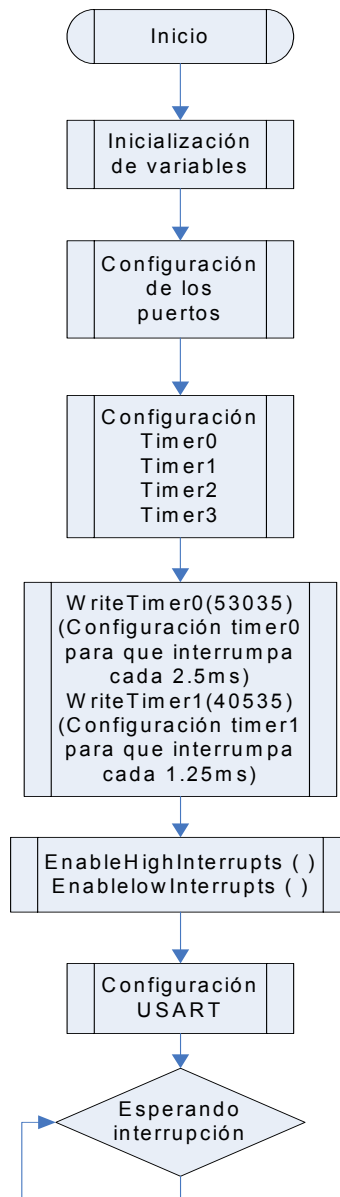 Inicio
Inicialización
de variables
Configuración
de los
puertos
Configuración
Timer0
Timer1
Timer2
Timer3
WriteTimer0(53035)
(Configuración timer0
para que interrumpa
cada 2.5ms)
WriteTimer1(40535)
(Configuración timer1
para que interrumpa
cada 1.25ms)
EnableHighInterrupts ( )
EnablelowInterrupts ( )
Configuración
USART
Esperando
interrupción